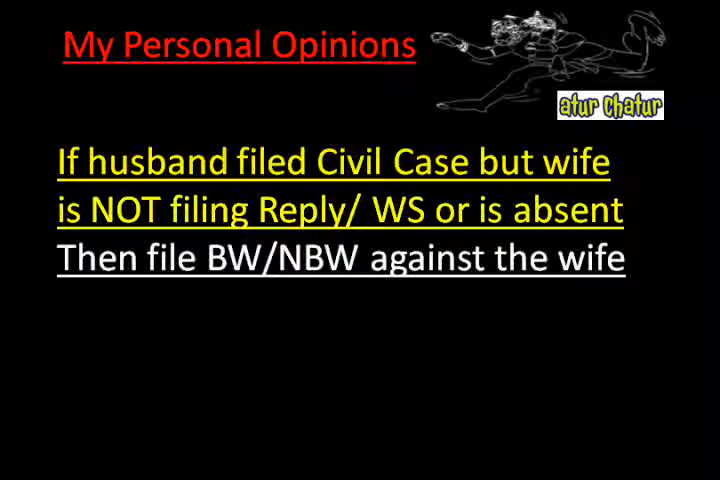 My Personal Opinions
atur chatur
If husband filed Civil Case but wife
is NOT filing Reply/ WS or is absent
Then file BW/NBW against the wife